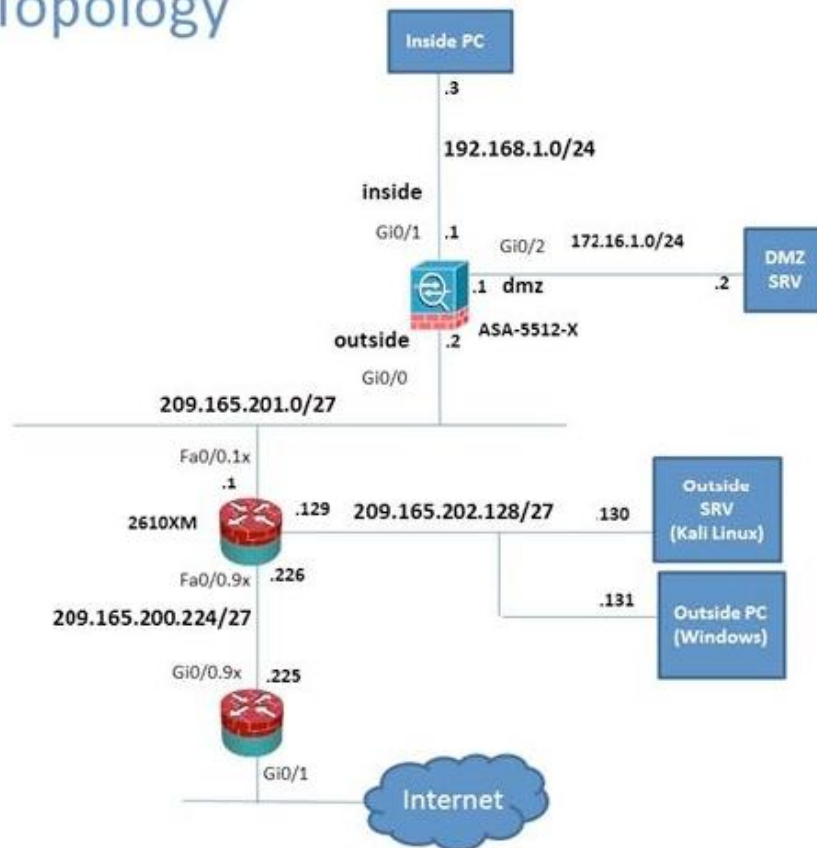 Topology
Inside PC
.3
192.168.1.0/24
inside
Gi0/1
.1
Gi0/2
172.16.1.0/24
DMZ
SRV
.1
dmz
.2
ASA-5512-X
outside
.2
Gi0/0
209.165.201.0/27
Fa0/0.1x
.1
2610XM
.129
209.165.202.128/27
.130
Outside
SRV
(Kali Linux)
Fa0/0.9x
.226
.131
Outside PC
(Windows)
209.165.200.224/27
Gi0/0.9x
.225
Gi0/1
Internet